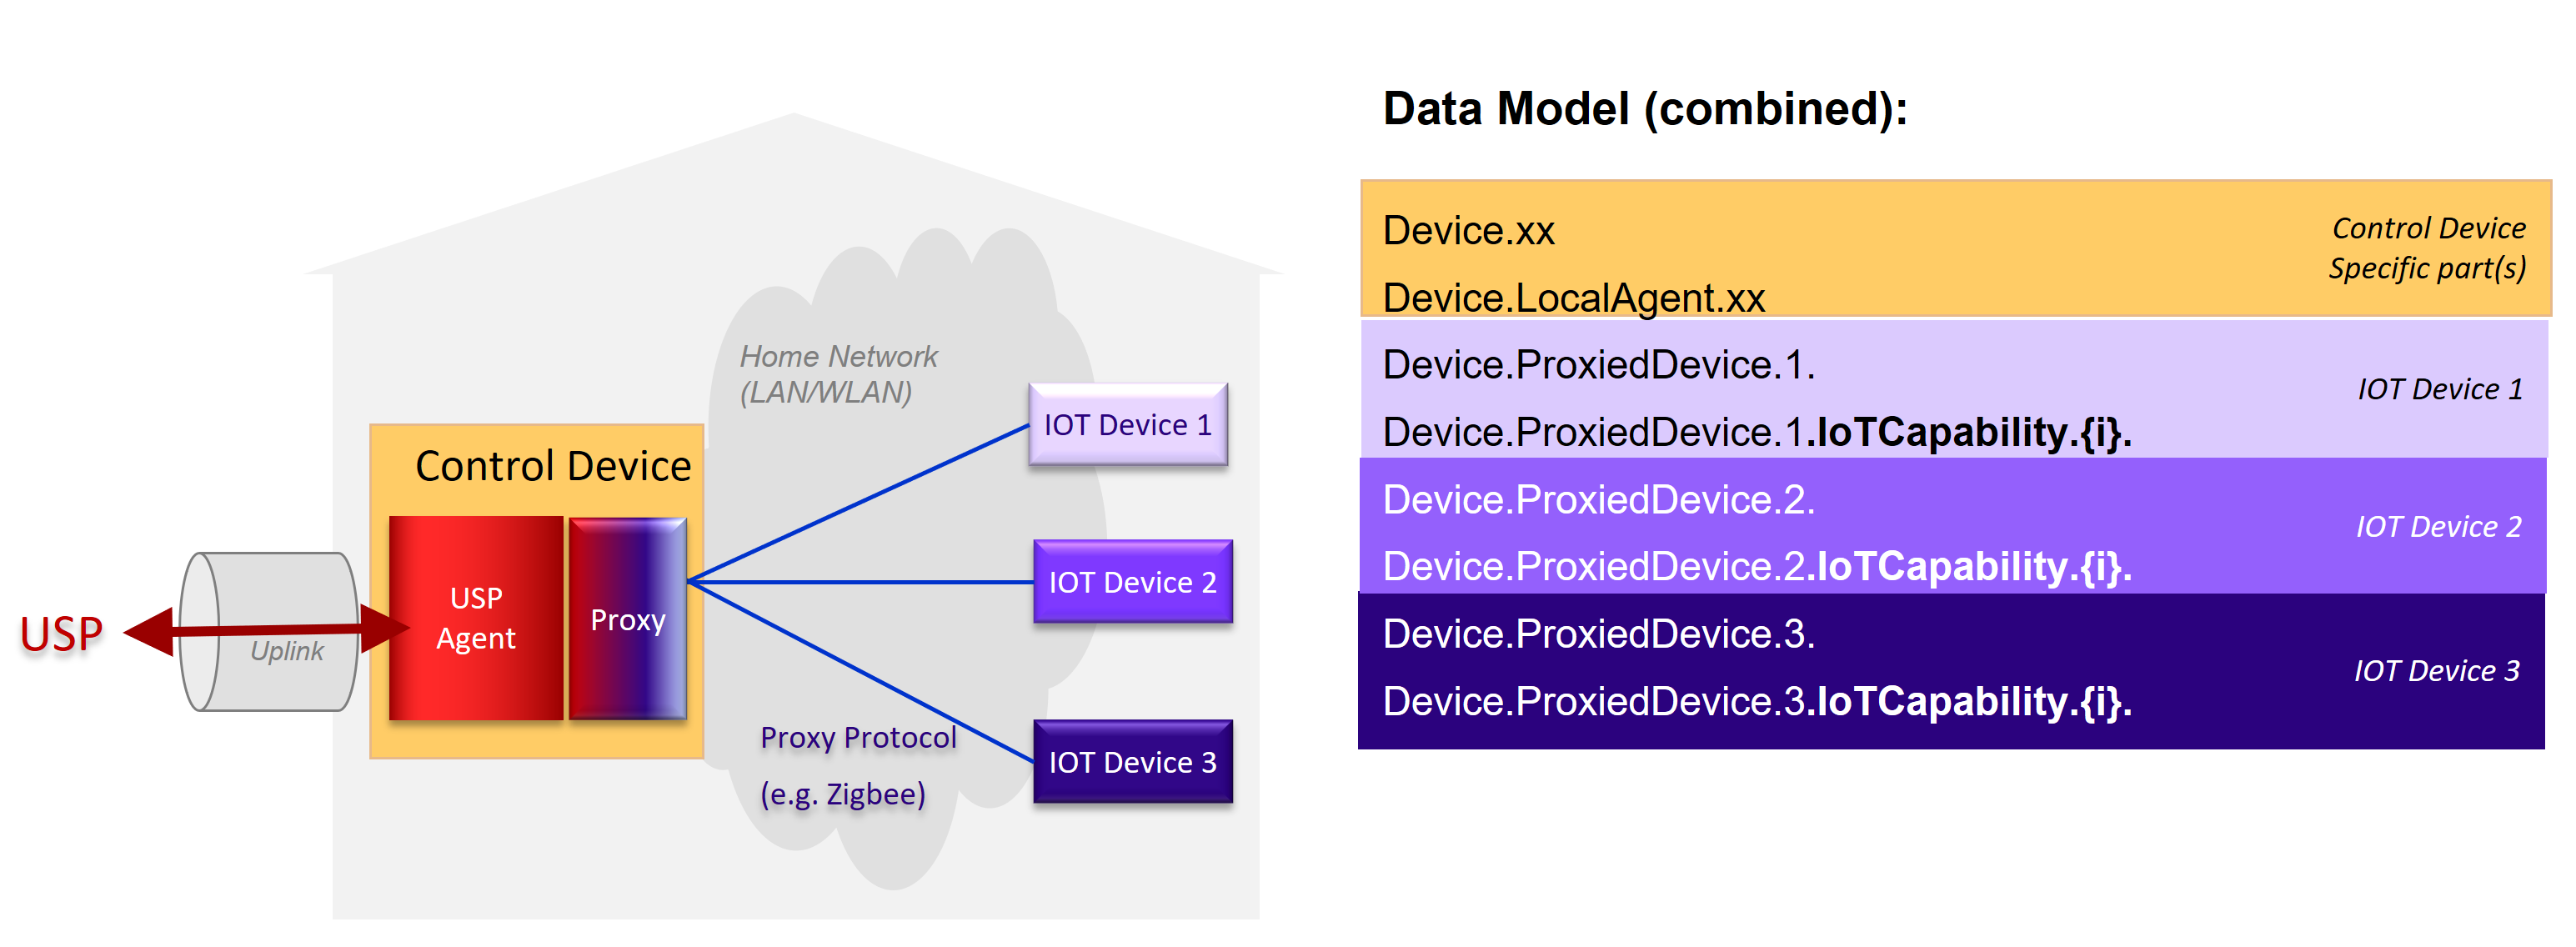 Data Model (combined):
Device.xx
Device.LocalAgent.xx
Control Device
Specific part(s)
Device.ProxiedDevice.1.
Device.ProxiedDevice.1.IoTCapability.{i}.
IOT Device 1
Device.ProxiedDevice.2.
Device.ProxiedDevice.2.IoTCapability.{i}.
IOT Device 2
Device.ProxiedDevice.3.
Device.ProxiedDevice.3.IoTCapability.{i}.
IOT Device 3
Home Network
(LAN/WLAN)
IOT Device 1
Control Device
USP
Agent
Proxy
IOT Device 2
USP
Uplink
Proxy Protocol
(e.g. Zigbee)
IOT Device 3